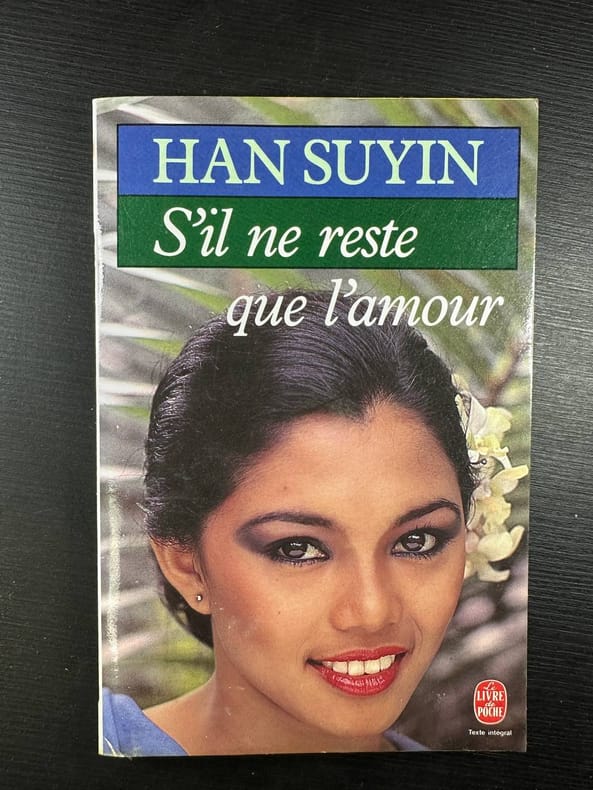 HAN SUYIN
S'il ne reste
que l'amour
Le
LIVRE
de
POCHE
Texte intégral